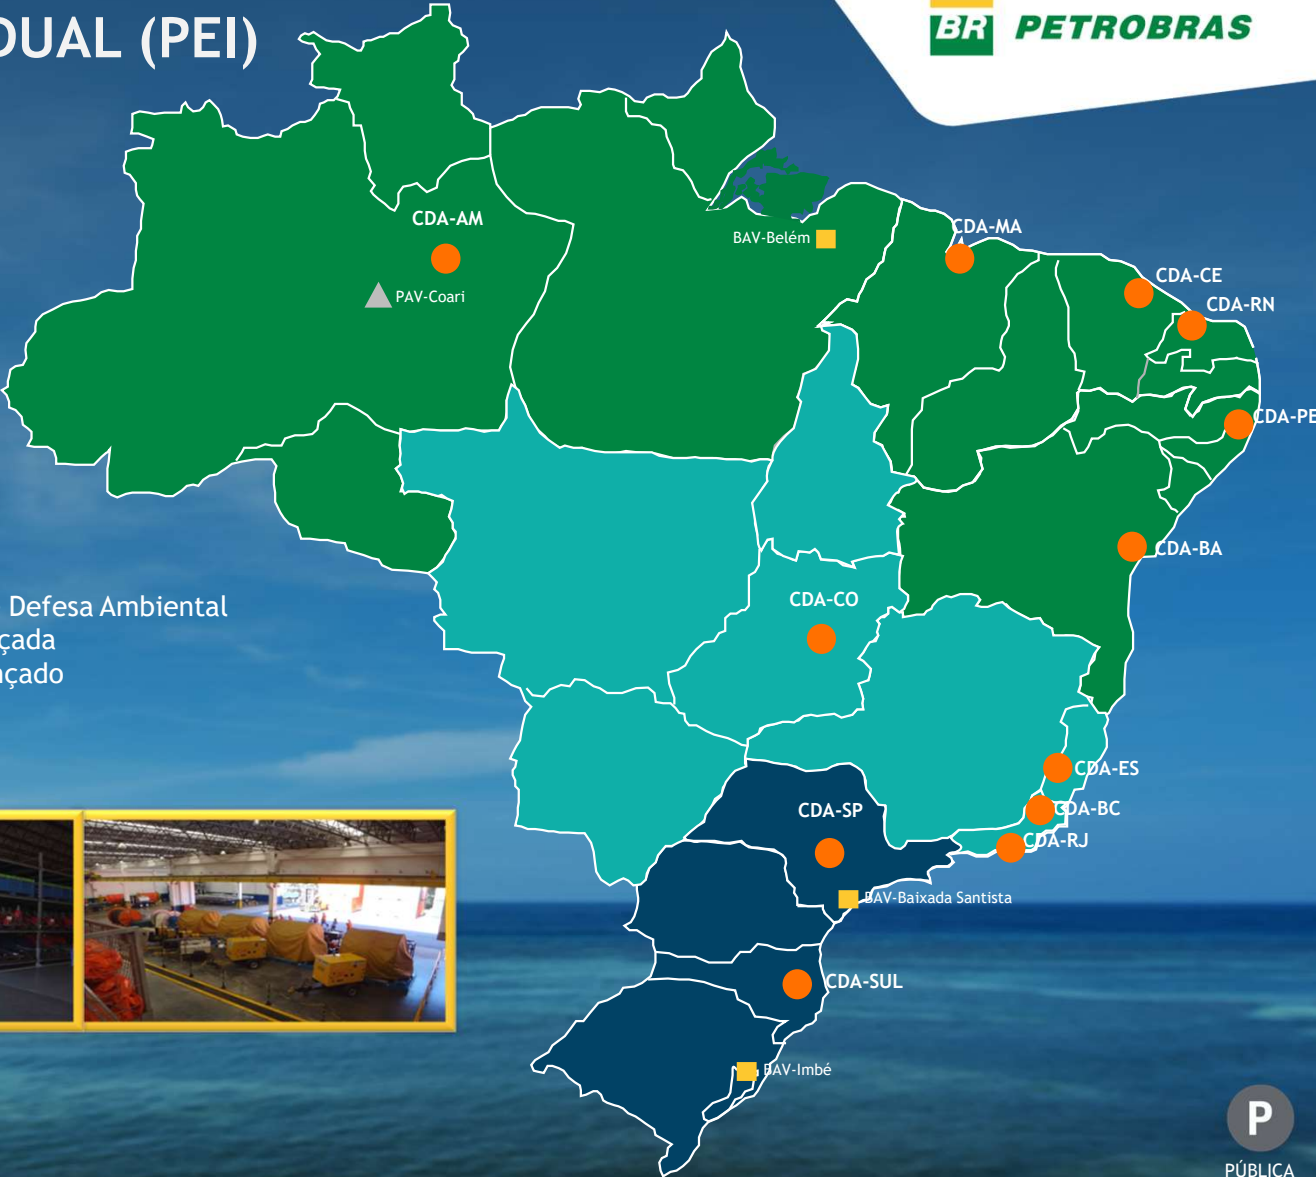 DUAL (PEI)
BR PETROBRAS
CDA-AM
BAV-Belém
CDA-MA
PAV-Coari
CDA-CE
CDA-RN
CDA-PE
CDA-BA
CDA-CO
Defesa Ambiental
çada
çado
CDA-ES
CDA-SP
CDA-BC
CDA-RJ
BAV-Baixada Santista
CDA-SUL
BAV-Imbé
P
PÚBLICA